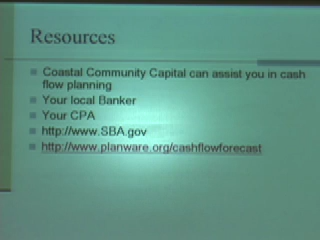 Resources
Coastal Community Capital can assist you in cash
flow planning
Your local Banker
Your CPA
http://www.SBA.gov
http://www.planware.org/cashflowforecast